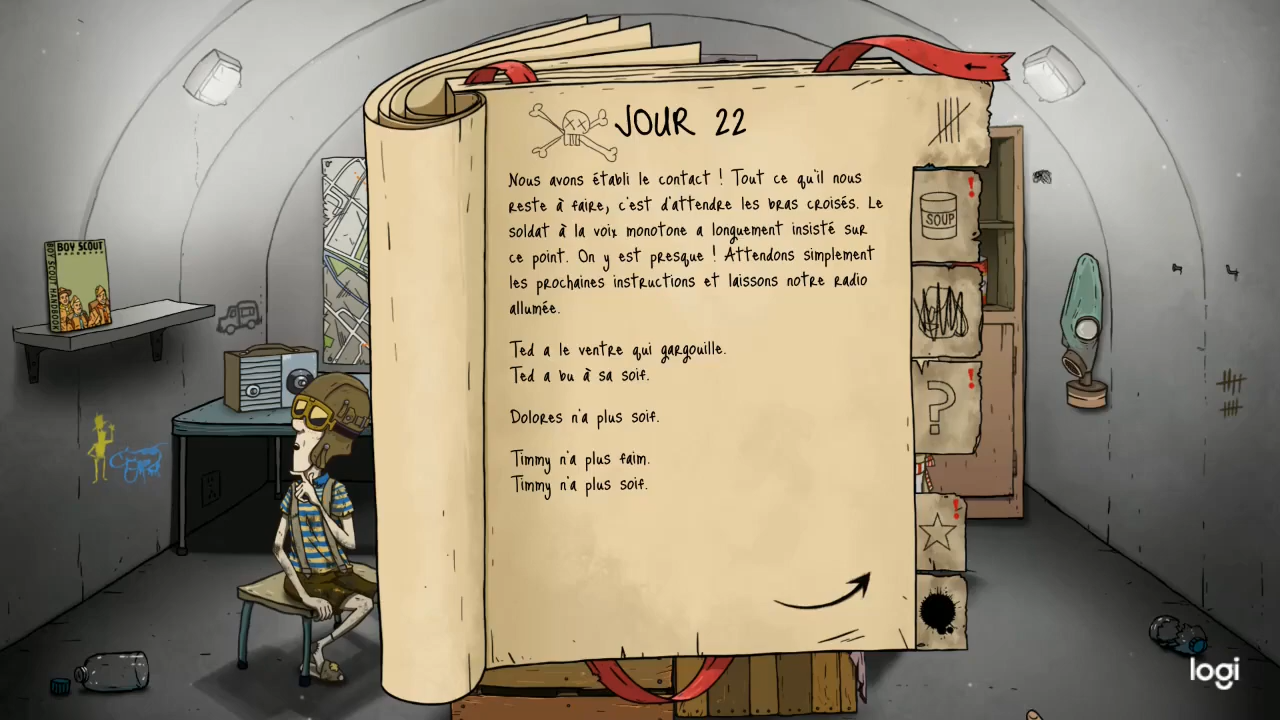 JOUR 22
Nous avons établi le contact ! Tout ce qu'il nous
reste à faire, c'est d'attendre les bras croisés. Le
soldat à la voix monotone a longuement insisté sur
ce point. On y est presque ! Attendons simplement
les prochaines instructions et laissons notre radio
allumée.
Ted a le ventre qui gargouille.
Ted a bu à sa soif.
Dolores n'a plus soif.
Timmy n'a plus faim.
Timmy n'a plus soif.
SOUP
?
BOY SCOUT
BOY SCOUT HANDBOOK
logi